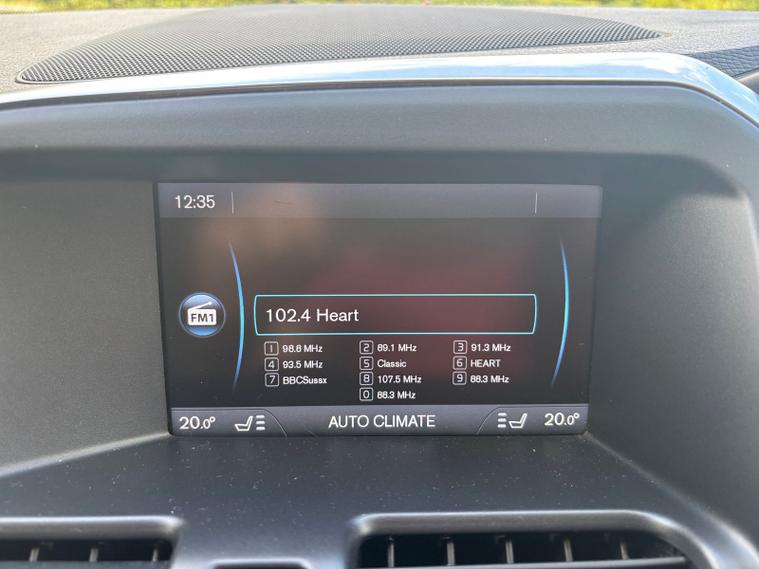 12:35
FM1
102.4 Heart
1 98.8 MHz 2 89.1 MHz 3 91.3 MHz
4 93.5 MHz 5 Classic 6 HEART
7 BBCSussx 8 107.5 MHz 9 88.3 MHz
0 88.3 MHz
20.0° AUTO CLIMATE 20.0°